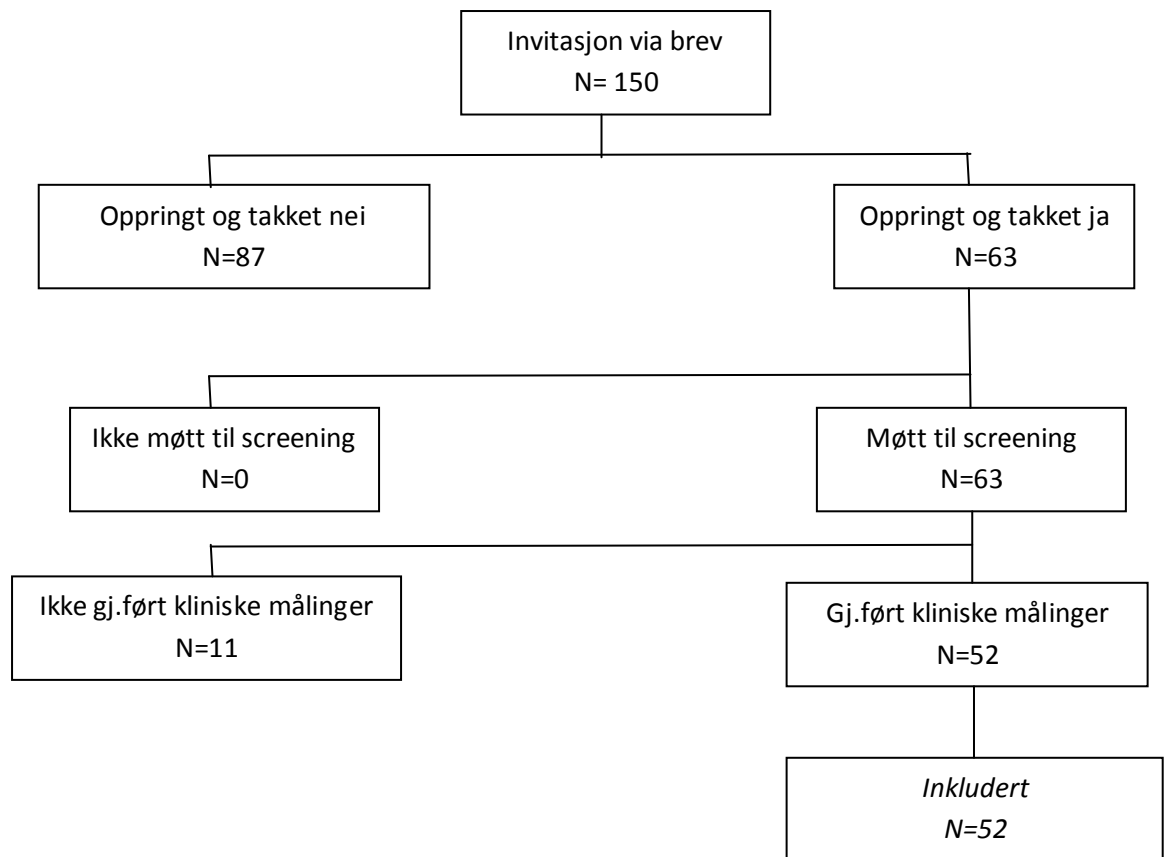 Invitasjon via brev
N= 150
Oppringt og takket nei
N=87
Oppringt og takket ja
N=63
Ikke møtt til screening
N=0
Møtt til screening
N=63
Ikke gj.ført kliniske målinger
N=11
Gj.ført kliniske målinger
N=52
Inkludert
N=52